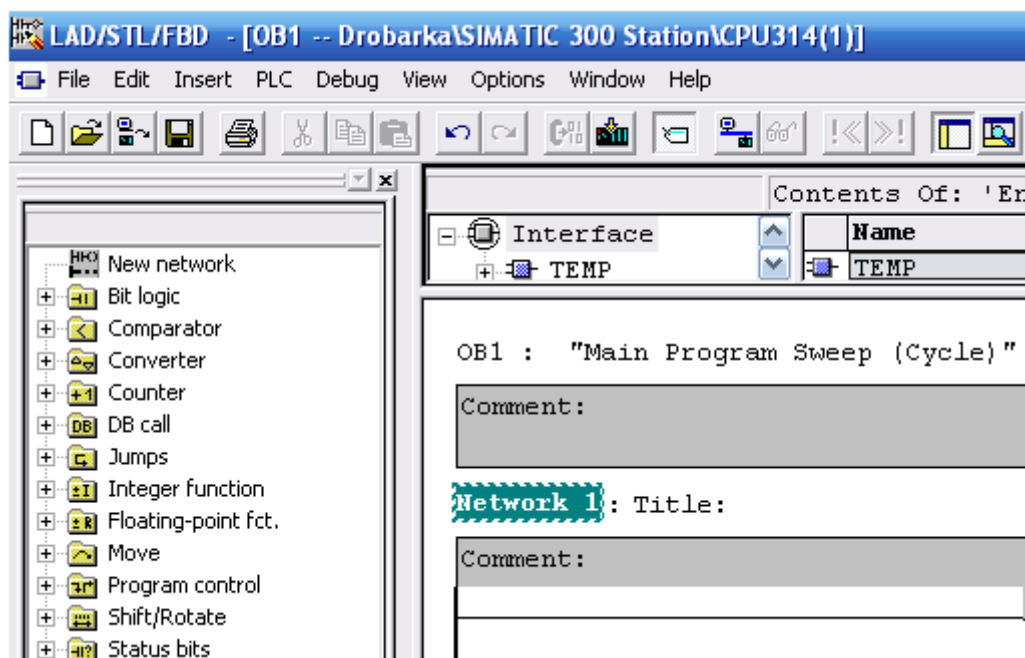 LAD/STL/FBD - [OB1 -- Drobarka\SIMATIC 300 Station\CPU314(1)]
File Edit Insert PLC Debug View Options Window Help
Contents Of: 'En
Interface
TEMP
Name
TEMP
New network
Bit logic
Comparator
Converter
Counter
DB call
Jumps
Integer function
Floating-point fct.
Move
Program control
Shift/Rotate
Status bits
OB1 : "Main Program Sweep (Cycle)"
Comment:
Network 1: Title:
Comment: